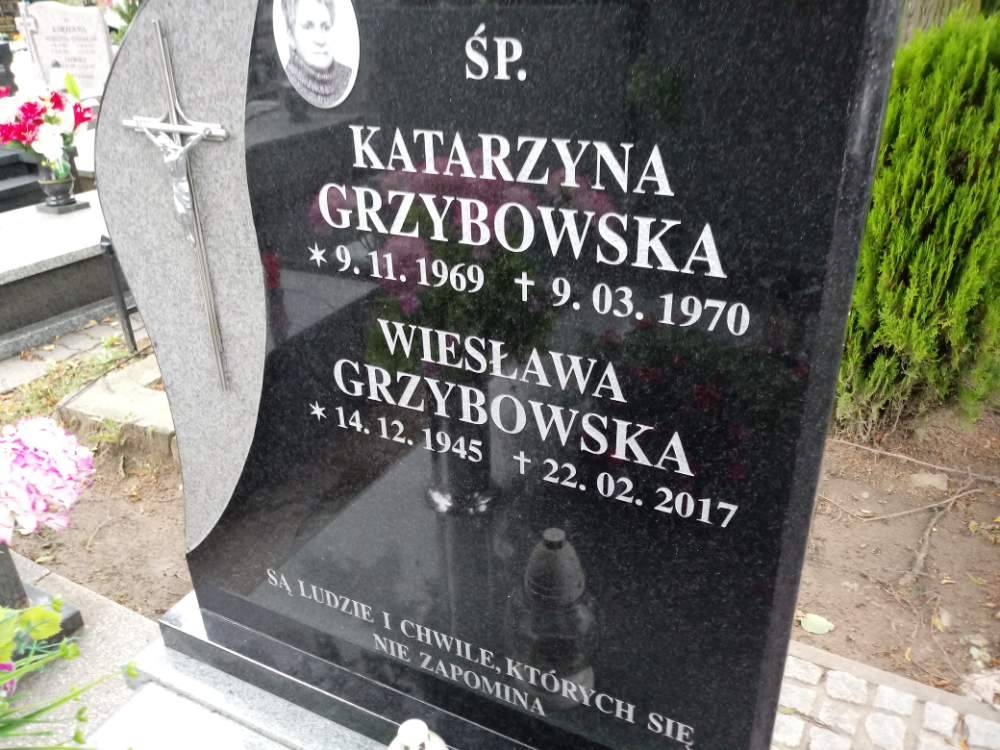 ŚP.
KATARZYNA
GRZYBOWSKA
✶ 9. 11. 1969 ✝ 9. 03. 1970
WIESŁAWA
GRZYBOWSKA
✶ 14. 12. 1945 ✝ 22. 02. 2017
SĄ LUDZIE I CHWILE, KTÓRYCH SIĘ
NIE ZAPOMINA